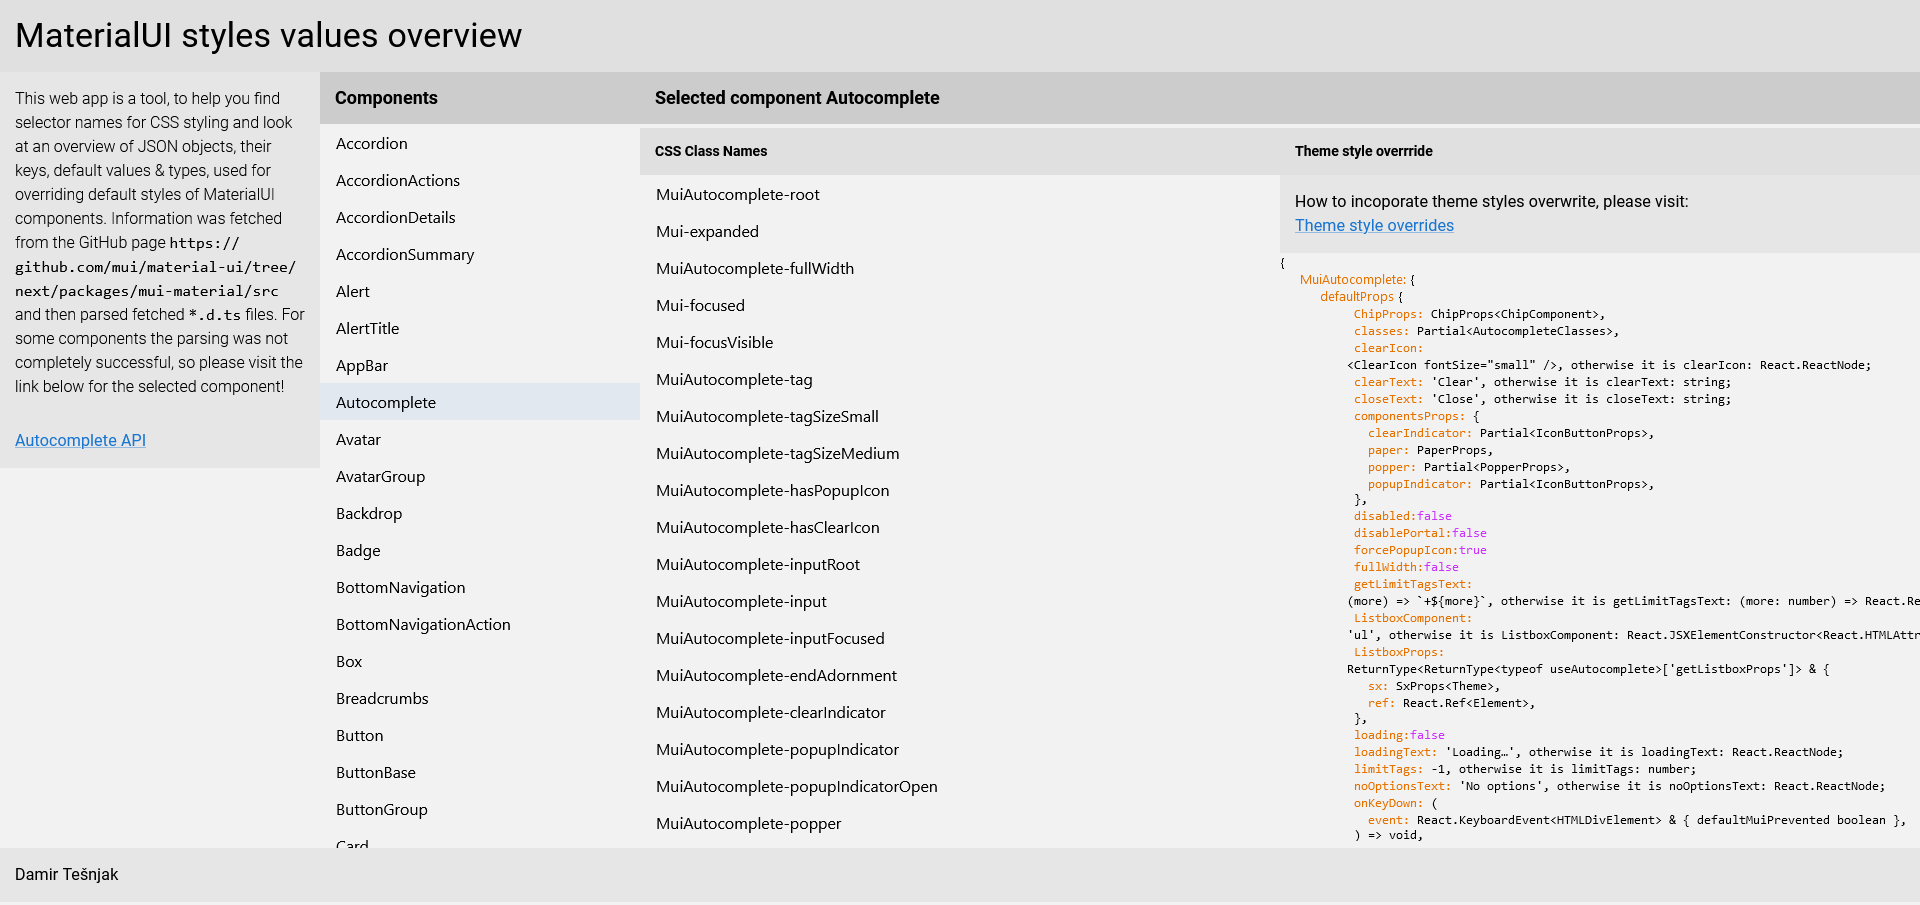 MaterialUI styles values overview
This web app is a tool, to help you find
selector names for CSS styling and look
at an overview of JSON objects, their
keys, default values & types, used for
overriding default styles of MaterialUI
components. Information was fetched
from the GitHub page https://
github.com/mui/material-ui/tree/
next/packages/mui-material/src
and then parsed fetched *.d.ts files. For
some components the parsing was not
completely successful, so please visit the
link below for the selected component!
Autocomplete API
Components
Accordion
AccordionActions
AccordionDetails
AccordionSummary
Alert
AlertTitle
AppBar
Autocomplete
Avatar
AvatarGroup
Backdrop
Badge
BottomNavigation
BottomNavigationAction
Box
Breadcrumbs
Button
ButtonBase
ButtonGroup
Card
Selected component Autocomplete
CSS Class Names
MuiAutocomplete-root
Mui-expanded
MuiAutocomplete-fullWidth
Mui-focused
Mui-focusVisible
MuiAutocomplete-tag
MuiAutocomplete-tagSizeSmall
MuiAutocomplete-tagSizeMedium
MuiAutocomplete-hasPopupIcon
MuiAutocomplete-hasClearIcon
MuiAutocomplete-inputRoot
MuiAutocomplete-input
MuiAutocomplete-inputFocused
MuiAutocomplete-endAdornment
MuiAutocomplete-clearIndicator
MuiAutocomplete-popupIndicator
MuiAutocomplete-popupIndicatorOpen
MuiAutocomplete-popper
Theme style overrride
How to incoporate theme styles overwrite, please visit:
Theme style overrides
{
MuiAutocomplete: {
defaultProps {
ChipProps: ChipProps<ChipComponent>,
classes: Partial<AutocompleteClasses>,
clearIcon:
<ClearIcon fontSize="small" />, otherwise it is clearIcon: React.ReactNode;
clearText: 'Clear', otherwise it is clearText: string;
closeText: 'Close', otherwise it is closeText: string;
componentsProps: {
clearIndicator: Partial<IconButtonProps>,
paper: PaperProps,
popper: Partial<PopperProps>,
popupIndicator: Partial<IconButtonProps>,
},
disabled:false
disablePortal:false
forcePopupIcon:true
fullWidth:false
getLimitTagsText:
(more) => `+${more}`, otherwise it is getLimitTagsText: (more: number) => React.Re
ListboxComponent:
'ul', otherwise it is ListboxComponent: React.JSXElementConstructor<React.HTMLAttr
ListboxProps:
ReturnType<ReturnType<typeof useAutocomplete>['getListboxProps']> & {
sx: SxProps<Theme>,
ref: React.Ref<Element>,
},
loading:false
loadingText: 'Loading…', otherwise it is loadingText: React.ReactNode;
limitTags: -1, otherwise it is limitTags: number;
noOptionsText: 'No options', otherwise it is noOptionsText: React.ReactNode;
onKeyDown: (
event: React.KeyboardEvent<HTMLDivElement> & { defaultMuiPrevented boolean },
) => void,
Damir Tešnjak